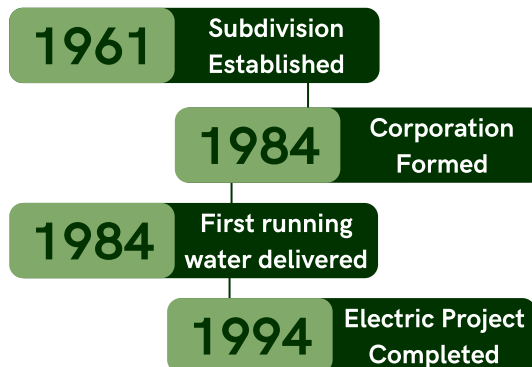 1961
Subdivision
Established
1984
Corporation
Formed
1984
First running
water delivered
1994
Electric Project
Completed